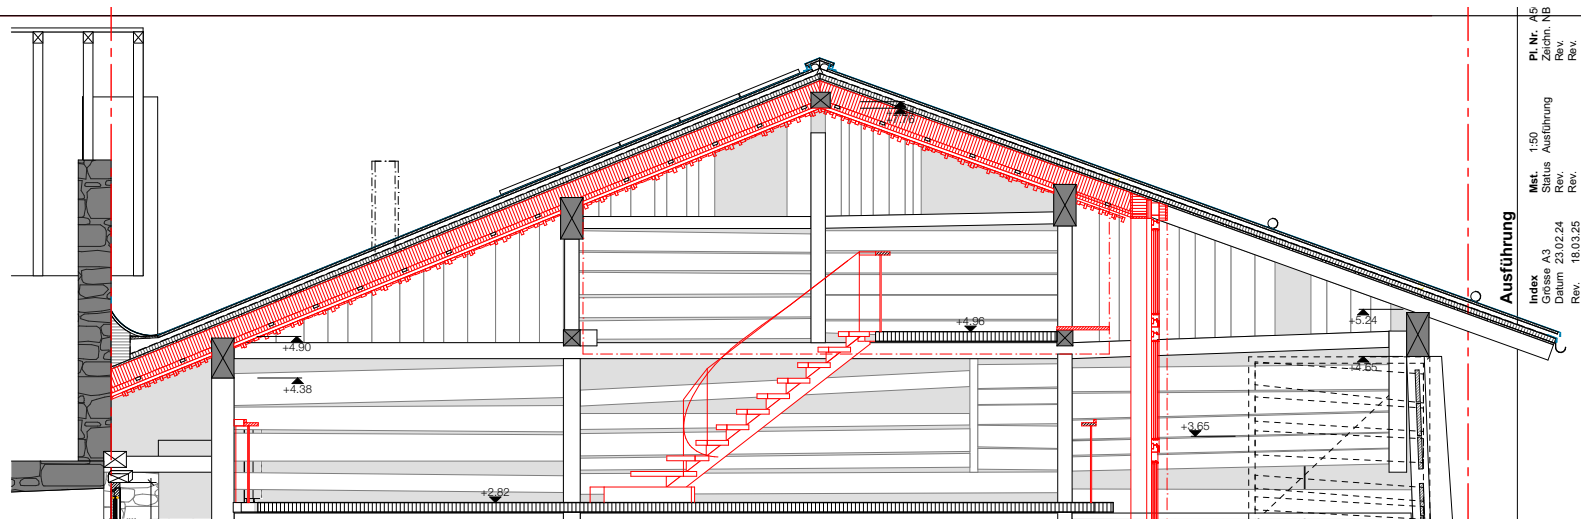 +4.90
+4.38
+2.82
+4.96
+3.65
+5.24
+4.65
Ausführung
Index
Grösse A3
Datum 23.02.24
Rev. 18.03.25
Mst. 1:50
Status Ausführung
Rev.
Rev.
Pl. Nr.
Zeichn. NB
Rev.
Rev.